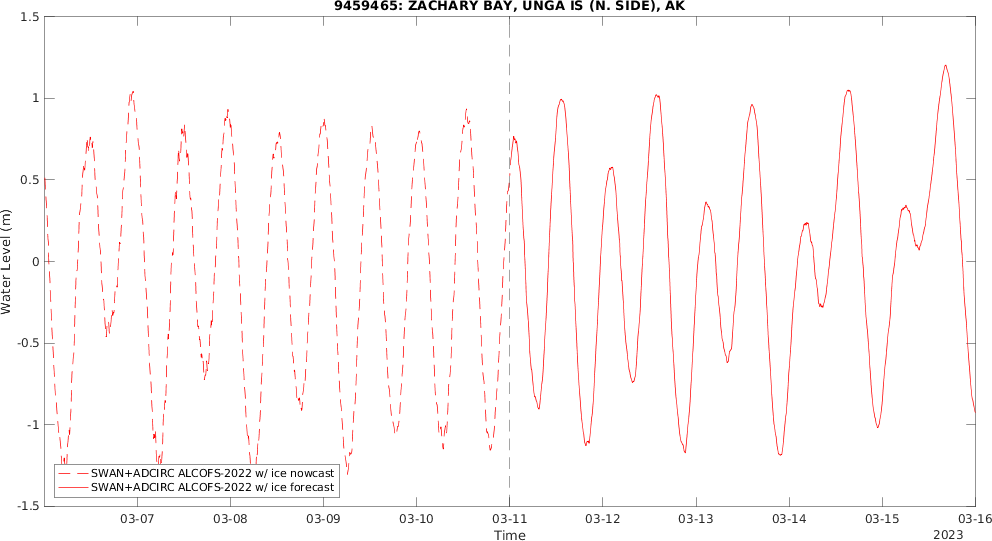 9459465: ZACHARY BAY, UNGA IS (N. SIDE), AK
1.5
1
0.5
0
-0.5
-1
-1.5
Water Level (m)
SWAN+ADCIRC ALCOFS-2022 w/ ice nowcast
SWAN+ADCIRC ALCOFS-2022 w/ ice forecast
03-07 03-08 03-09 03-10 03-11 03-12 03-13 03-14 03-15 03-16
Time
2023